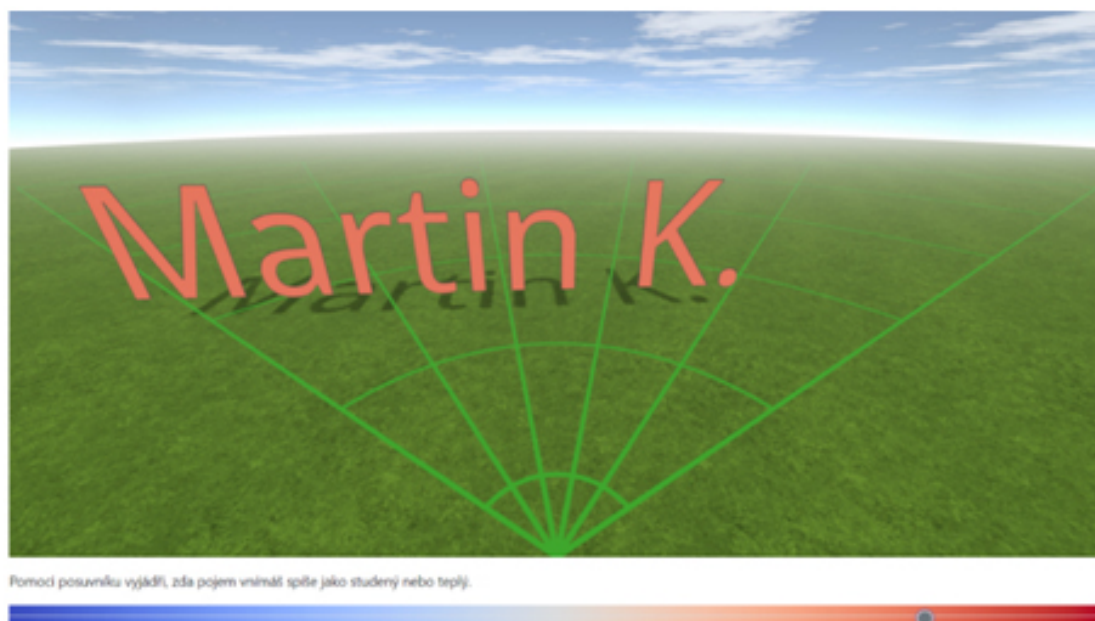 Martin K.
Pomocí posuvníku vyjádři, zda pojem vnímáš spíše jako studený nebo teplý.